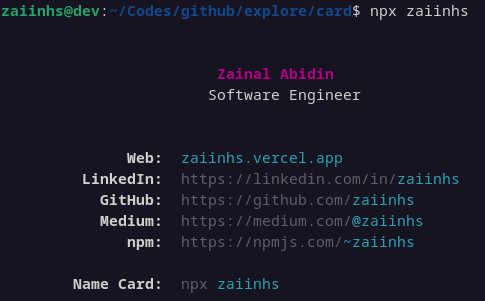 zaiinhs@dev:~/Codes/github/explore/card$ npx zaiinhs
Zainal Abidin
Software Engineer
Web: zaiinhs.vercel.app
LinkedIn: https://linkedin.com/in/zaiinhs
GitHub: https://github.com/zaiinhs
Medium: https://medium.com/@zaiinhs
npm: https://npmjs.com/~zaiinhs
Name Card: npx zaiinhs